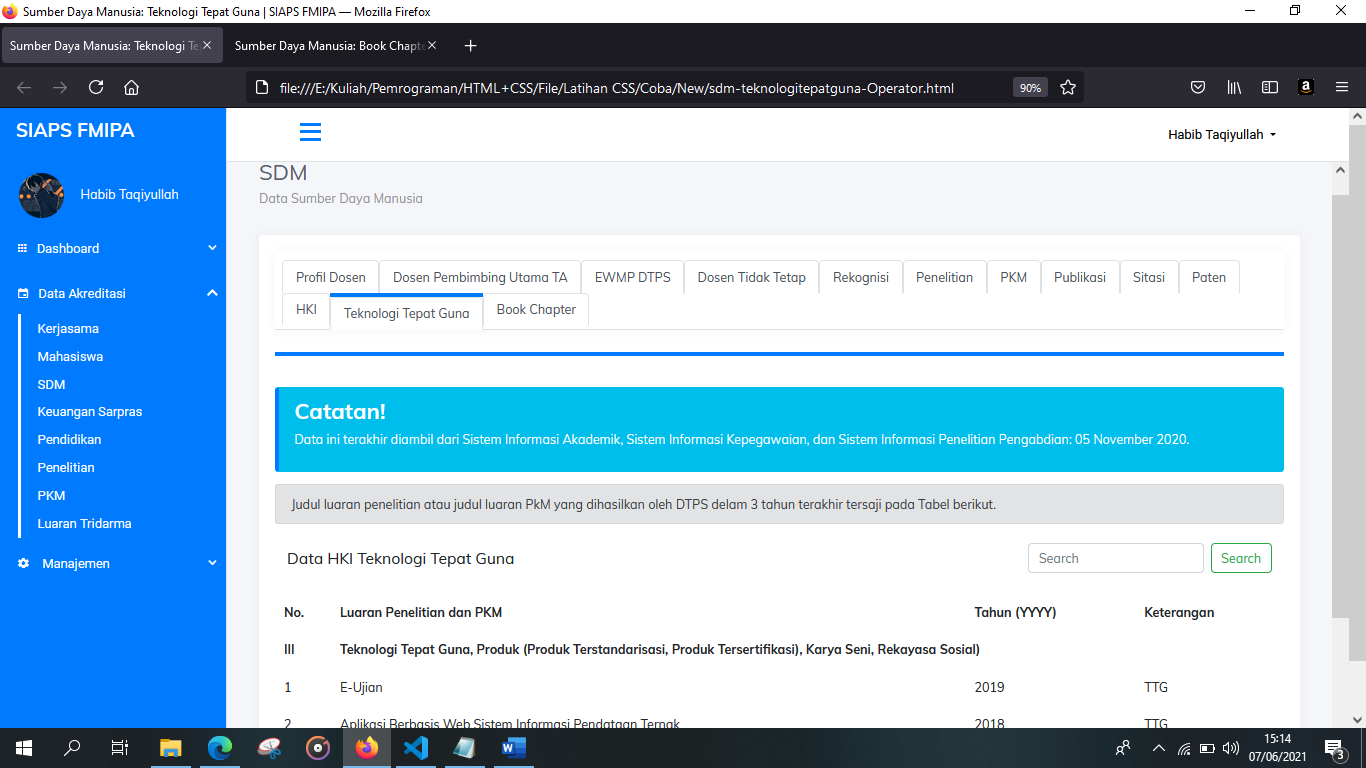 Sumber Daya Manusia: Teknologi Tepat Guna | SIAPS FMIPA — Mozilla Firefox
Sumber Daya Manusia: Teknologi Te
Sumber Daya Manusia: Book Chapte
file:///E:/Kuliah/Pemrograman/HTML+CSS/File/Latihan CSS/Coba/New/sdm-teknologitepatguna-Operator.html
90%
SIAPS FMIPA
Habib Taqiyullah
Habib Taqiyullah
Dashboard
Data Akreditasi
Kerjasama
Mahasiswa
SDM
Keuangan Sarpras
Pendidikan
Penelitian
PKM
Luaran Tridarma
Manajemen
SDM
Data Sumber Daya Manusia
Profil Dosen Dosen Pembimbing Utama TA EWMP DTPS Dosen Tidak Tetap Rekognisi Penelitian PKM Publikasi Sitasi Paten
HKI Teknologi Tepat Guna Book Chapter
Catatan!
Data ini terakhir diambil dari Sistem Informasi Akademik, Sistem Informasi Kepegawaian, dan Sistem Informasi Penelitian Pengabdian: 05 November 2020.
Judul luaran penelitian atau judul luaran PkM yang dihasilkan oleh DTPS delam 3 tahun terakhir tersaji pada Tabel berikut.
Data HKI Teknologi Tepat Guna
Search Search
No. Luaran Penelitian dan PKM Tahun (YYYY) Keterangan
III Teknologi Tepat Guna, Produk (Produk Terstandarisasi, Produk Tersertifikasi), Karya Seni, Rekayasa Sosial)
1 E-Ujian 2019 TTG
2 Aplikasi Berbasis Web Sistem Informasi Pendataan Ternak 2018 TTG
15:14
07/06/2021
3